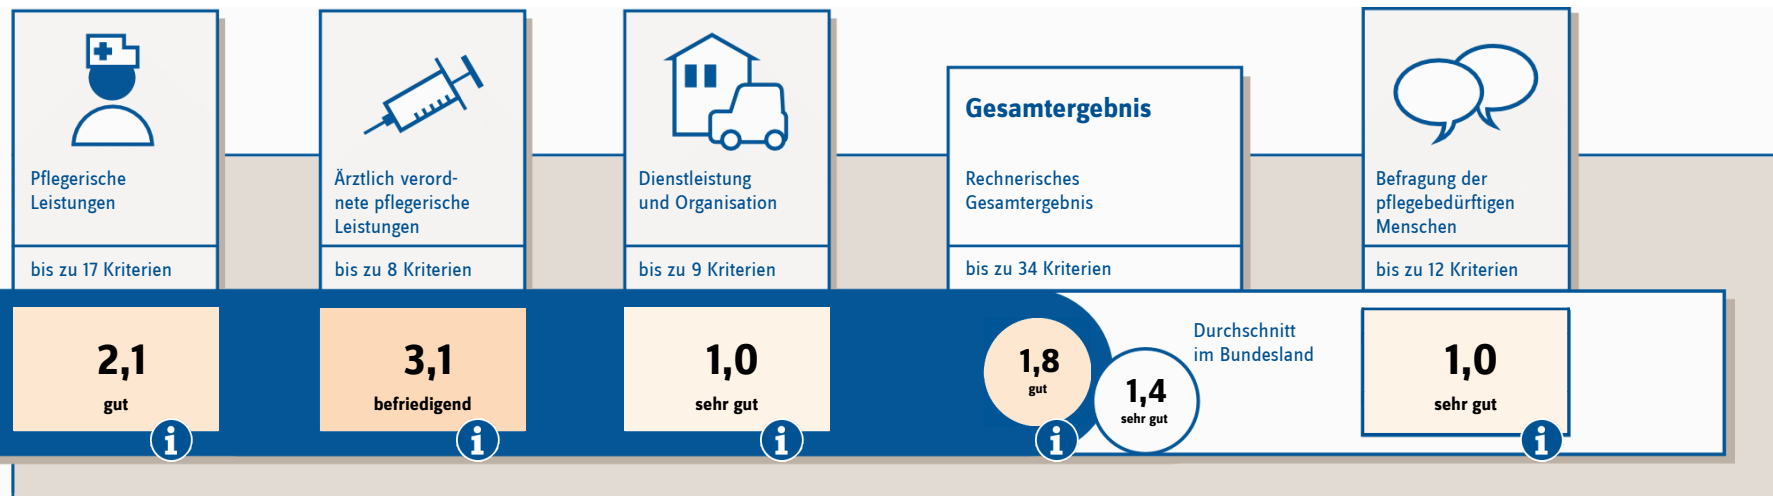 Pflegerische
Leistungen
bis zu 17 Kriterien
2,1
gut
Ärztlich verord-
nete pflegerische
Leistungen
bis zu 8 Kriterien
3,1
befriedigend
Dienstleistung
und Organisation
bis zu 9 Kriterien
1,0
sehr gut
Gesamtergebnis
Rechnerisches
Gesamtergebnis
bis zu 34 Kriterien
1,8
gut
Durchschnitt
im Bundesland
1,4
sehr gut
Befragung der
pflegebedürftigen
Menschen
bis zu 12 Kriterien
1,0
sehr gut